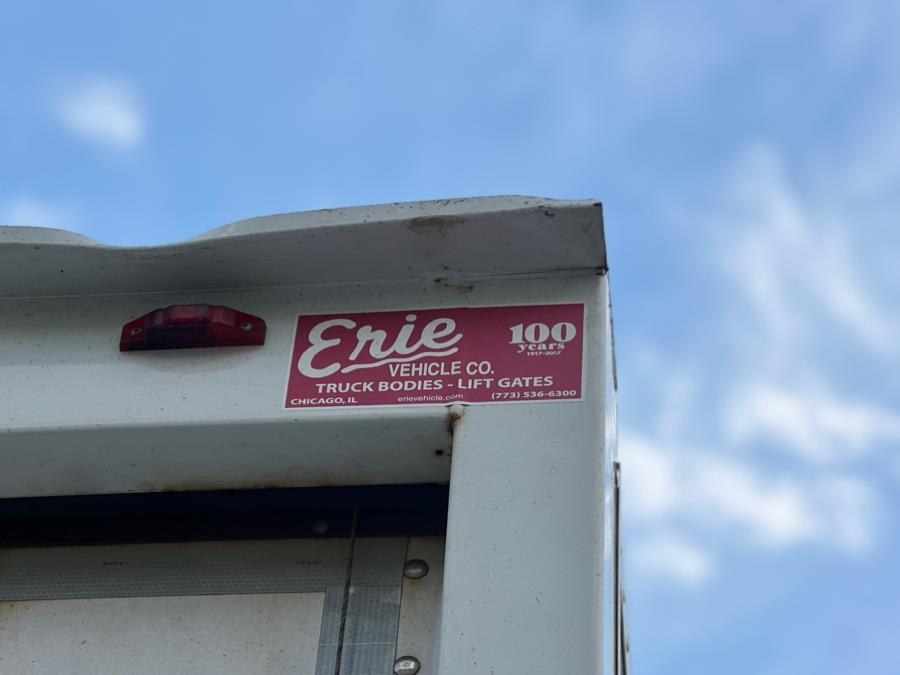 Erie
VEHICLE CO.
100
years
1917-2017
TRUCK BODIES - LIFT GATES
CHICAGO, IL
erievehicle.com
(773) 536-6300